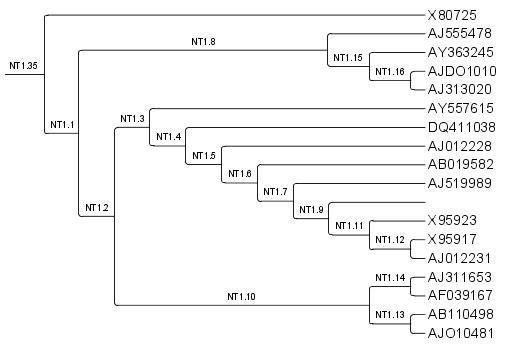 X80725
AJ555478
NT1.8
AY363245
NT1.15
NT1.35
AJDO1010
NT1.16
AJ313020
AY557615
NT1.3
NT1.1
DQ411038
NT1.4
AJ012228
NT1.5
AB019582
NT1.6
AJ519989
NT1.7
NT1.2
NT1.9
X95923
NT1.11
X95917
NT1.12
AJ012231
AJ311653
NT1.14
AF039167
NT1.10
AB110498
NT1.13
AJO10481